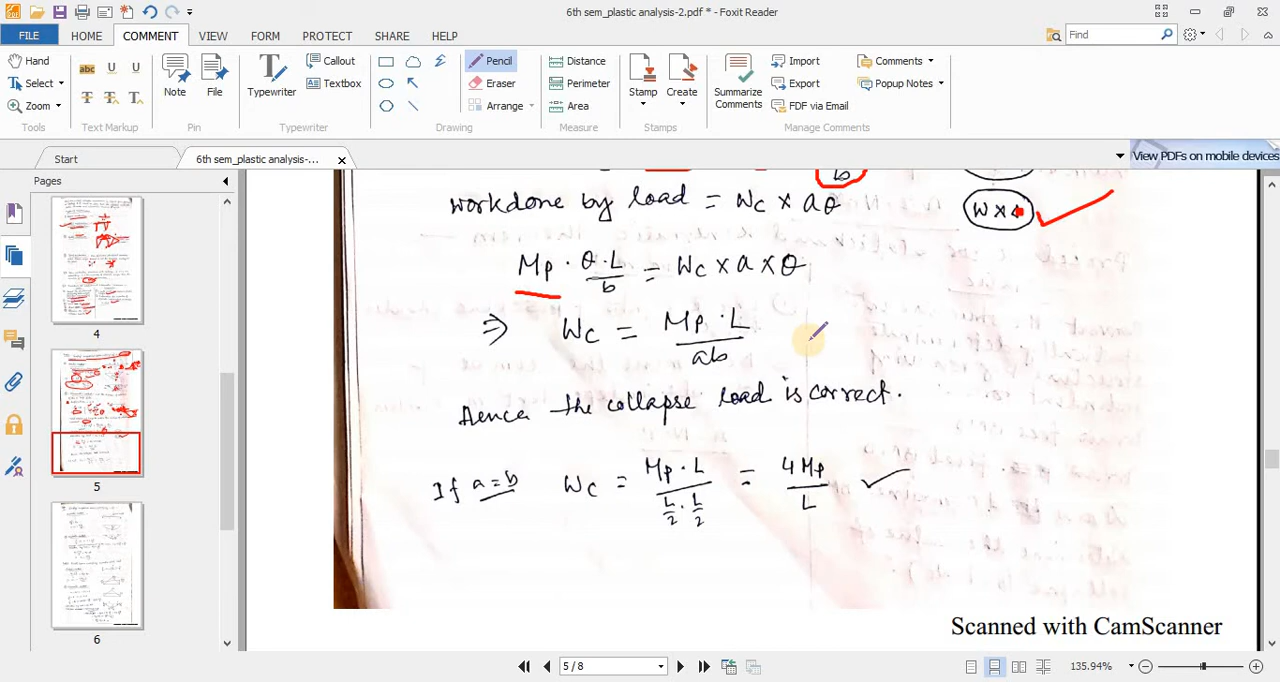 6th sem_plastic analysis-2.pdf * - Foxit Reader
FILE HOME COMMENT VIEW FORM PROTECT SHARE HELP
Find
Hand
Select
Zoom
Tools
Text Markup
Note
File
Pin
Typewriter
Callout
Textbox
Typewriter
Pencil
Eraser
Arrange
Drawing
Distance
Perimeter
Area
Measure
Stamp
Create
Stamps
Summarize
Comments
Import
Export
FDF via Email
Comments
Popup Notes
Manage Comments
Start
6th sem_plastic analysis-...
View PDFs on mobile devices
Pages
4
5
6
b
workdone by load = Wc × aθ
W×Δ
Mp · θ·L/b = Wc × a × θ
⇒ Wc = Mp·L/ab
Hence the collapse load is correct.
If a = b Wc = Mp·L/(L/2 · L/2) = 4Mp/L
Scanned with CamScanner
5 / 8
135.94%